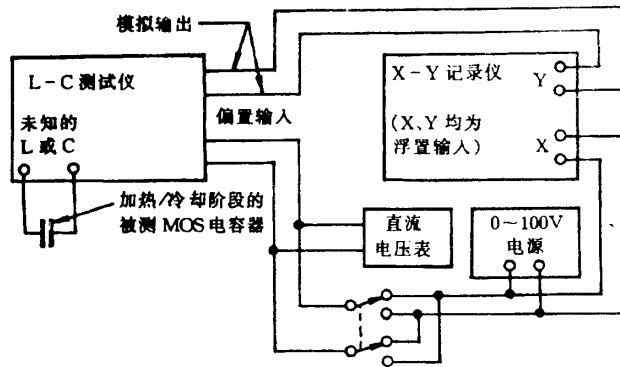 模拟输出
L-C测试仪
未知的
L或C
偏置输入
加热/冷却阶段的
被测MOS电容器
X-Y记录仪
Y
(X、Y均为
浮置输入)
X
直流
电压表
0~100V
电源